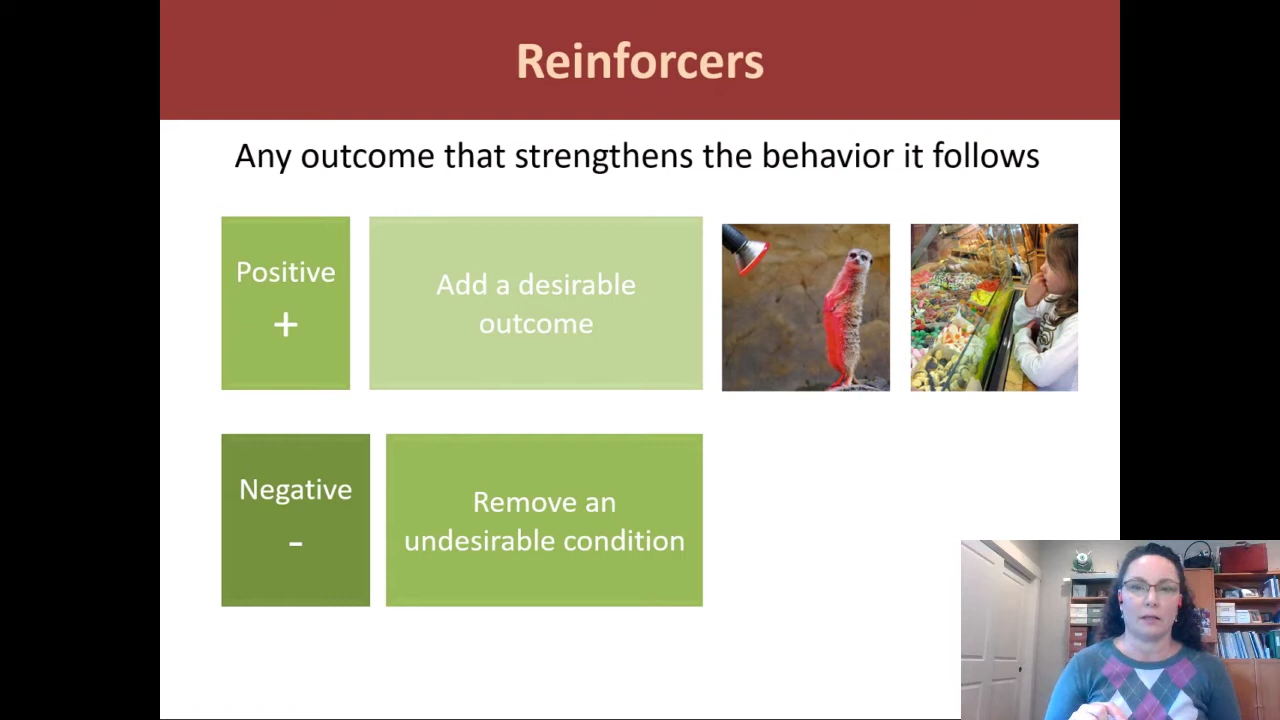 Reinforcers
Any outcome that strengthens the behavior it follows
Positive
+
Add a desirable
outcome
Negative
-
Remove an
undesirable condition